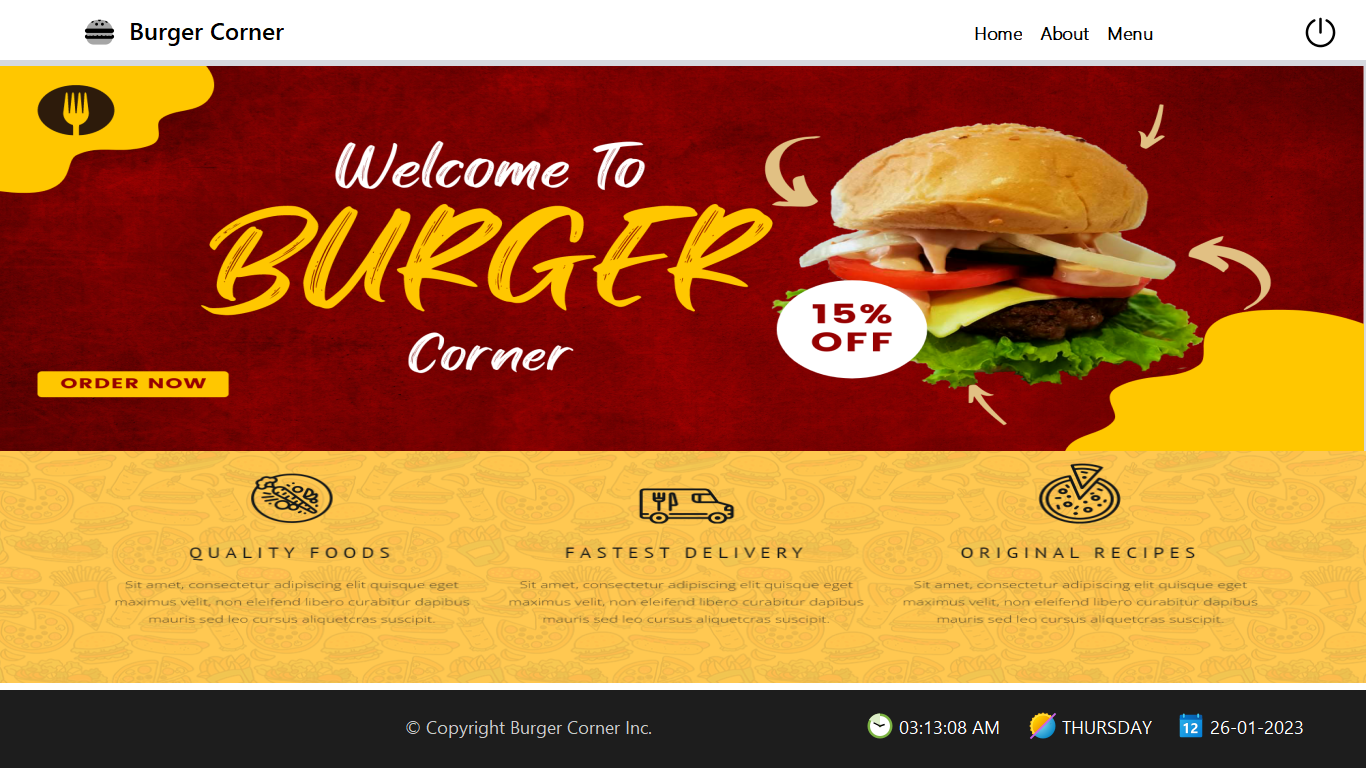 Burger Corner
Home About Menu
Welcome To
BURGER
Corner
15%
OFF
ORDER NOW
QUALITY FOODS
Sit amet, consectetur adipiscing elit quisque eget
maximus velit, non eleifend libero curabitur dapibus
mauris sed leo cursus aliquetcras suscipit.
FASTEST DELIVERY
Sit amet, consectetur adipiscing elit quisque eget
maximus velit, non eleifend libero curabitur dapibus
mauris sed leo cursus aliquetcras suscipit.
ORIGINAL RECIPES
Sit amet, consectetur adipiscing elit quisque eget
maximus velit, non eleifend libero curabitur dapibus
mauris sed leo cursus aliquetcras suscipit.
© Copyright Burger Corner Inc.
03:13:08 AM
THURSDAY
12
26-01-2023